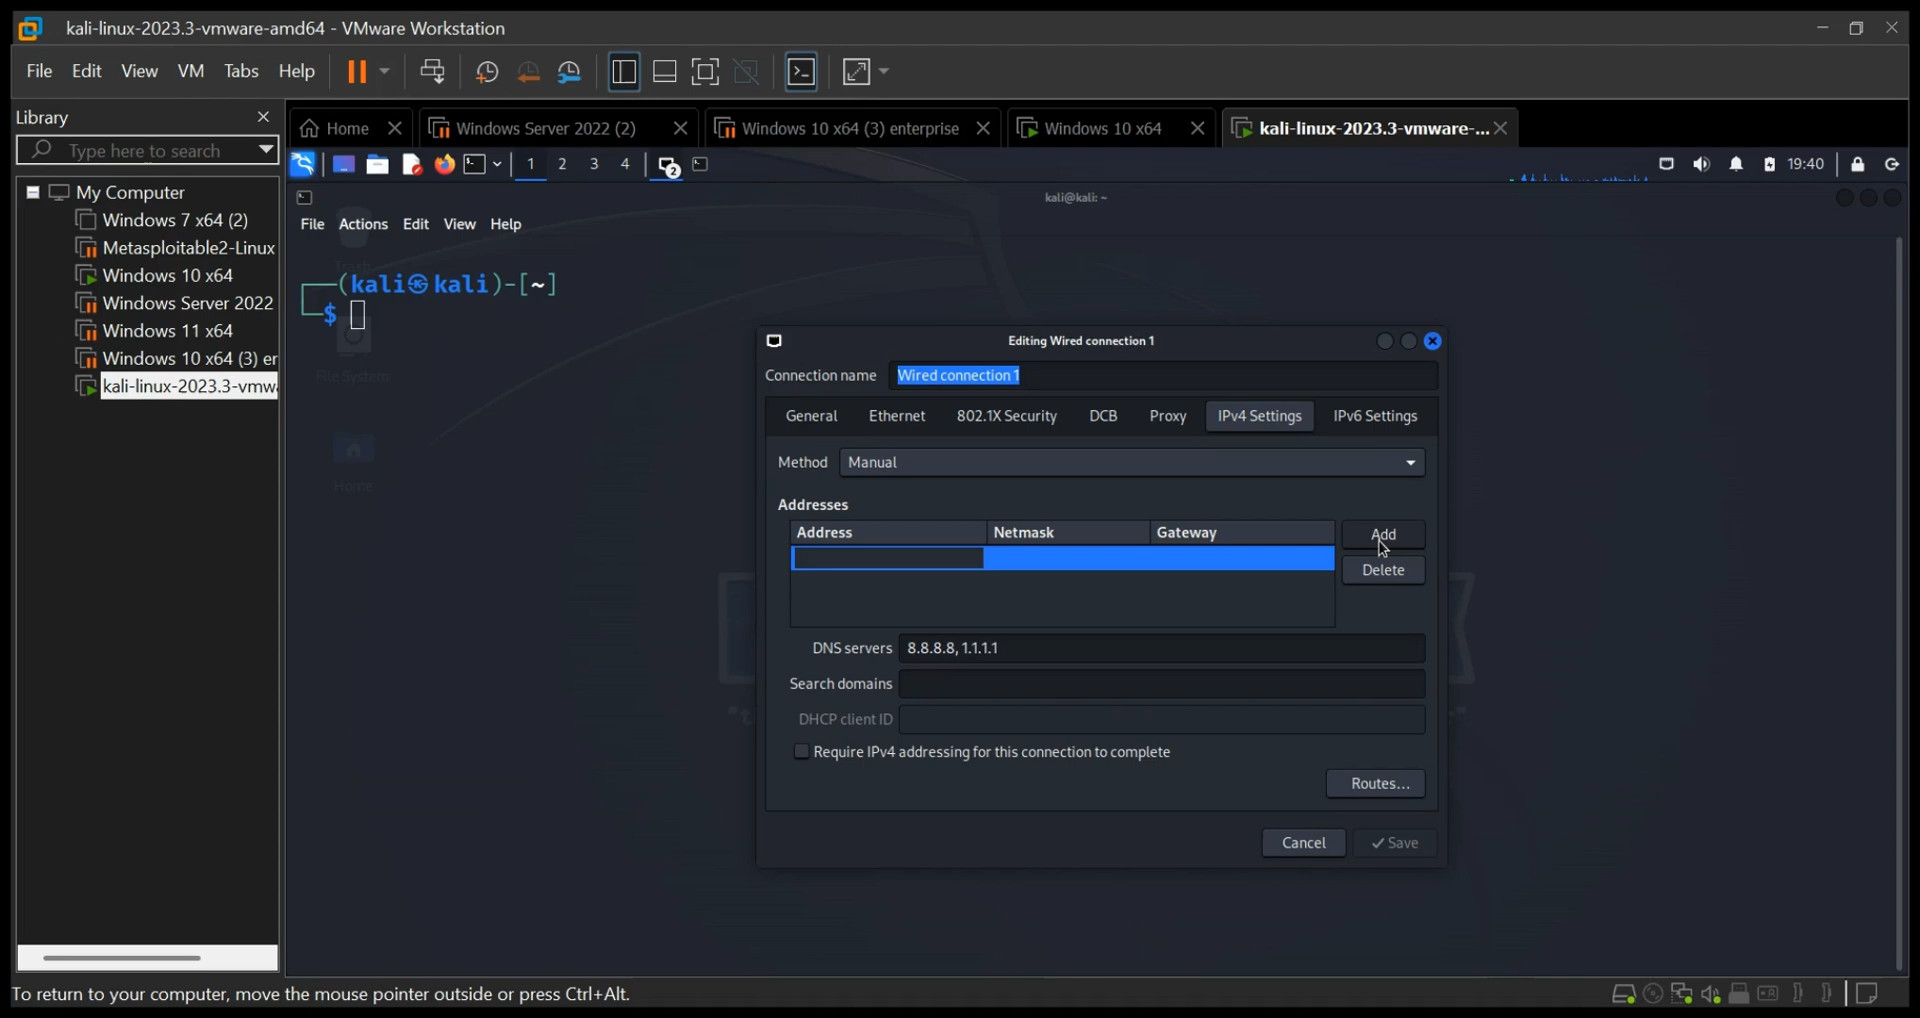 kali-linux-2023.3-vmware-amd64 - VMware Workstation
File Edit View VM Tabs Help
Library
Home Windows Server 2022 (2) Windows 10 x64 (3) enterprise Windows 10 x64 kali-linux-2023.3-vmware-...
Type here to search
1 2 3 4 2 19:40
My Computer
Windows 7 x64 (2)
Metasploitable2-Linux
Windows 10 x64
Windows Server 2022
Windows 11 x64
Windows 10 x64 (3) er
kali-linux-2023.3-vmwa
kali@kali: ~
File Actions Edit View Help
(kali㉿kali)-[~]
$
File System
Home
Editing Wired connection 1
Connection name Wired connection 1
General Ethernet 802.1X Security DCB Proxy IPv4 Settings IPv6 Settings
Method Manual
Addresses
Address Netmask Gateway
Add
Delete
DNS servers 8.8.8.8, 1.1.1.1
Search domains
DHCP client ID
Require IPv4 addressing for this connection to complete
Routes...
Cancel Save
To return to your computer, move the mouse pointer outside or press Ctrl+Alt.